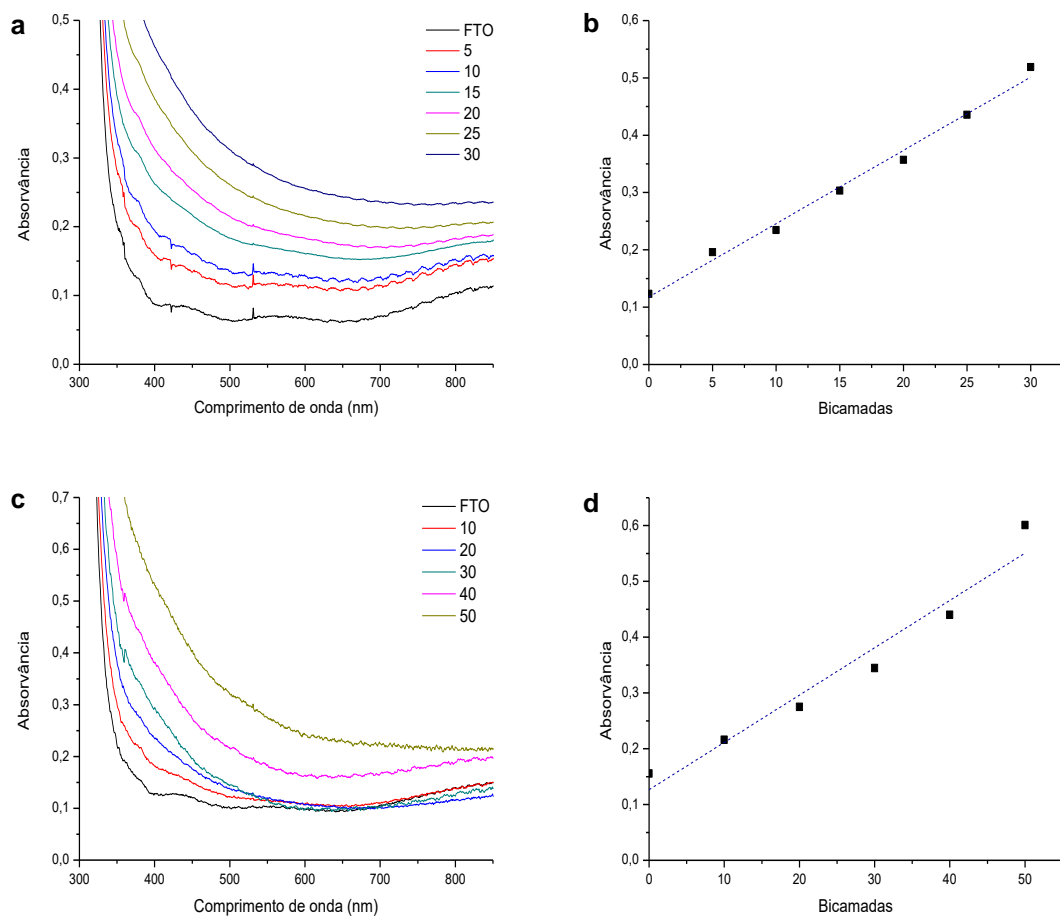 a
0,5
0,4
0,3
0,2
0,1
0,0
Absorvância
300 400 500 600 700 800
Comprimento de onda (nm)
FTO
5
10
15
20
25
30
b
0,6
0,5
0,4
0,3
0,2
0,1
0,0
Absorvância
0 5 10 15 20 25 30
Bicamadas
c
0,7
0,6
0,5
0,4
0,3
0,2
0,1
0,0
Absorvância
300 400 500 600 700 800
Comprimento de onda (nm)
FTO
10
20
30
40
50
d
0,6
0,5
0,4
0,3
0,2
0,1
0,0
Absorvância
0 10 20 30 40 50
Bicamadas